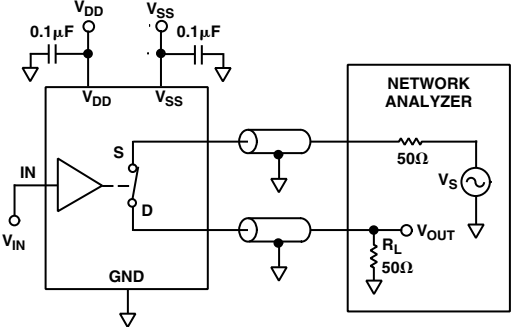 VDD
VSS
0.1µF
0.1µF
VDD
VSS
NETWORK
ANALYZER
IN
S
50Ω
VS
D
VIN
VOUT
RL
50Ω
GND